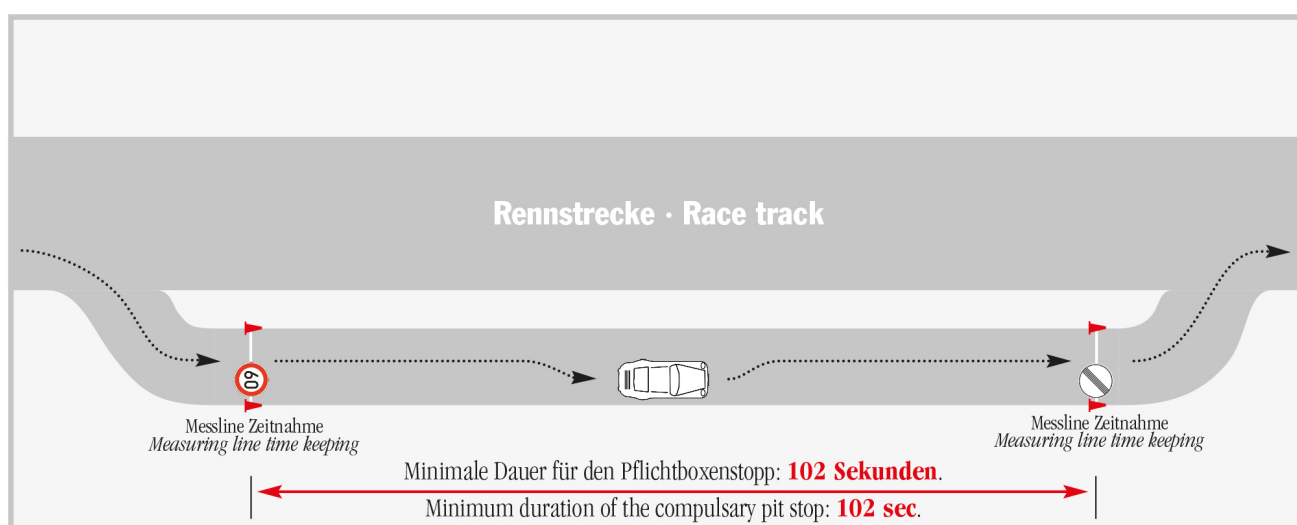 Rennstrecke · Race track
60
Messline Zeitnahme
Measuring line time keeping
Messline Zeitnahme
Measuring line time keeping
Minimale Dauer für den Pflichtboxenstopp: 102 Sekunden.
Minimum duration of the compulsary pit stop: 102 sec.